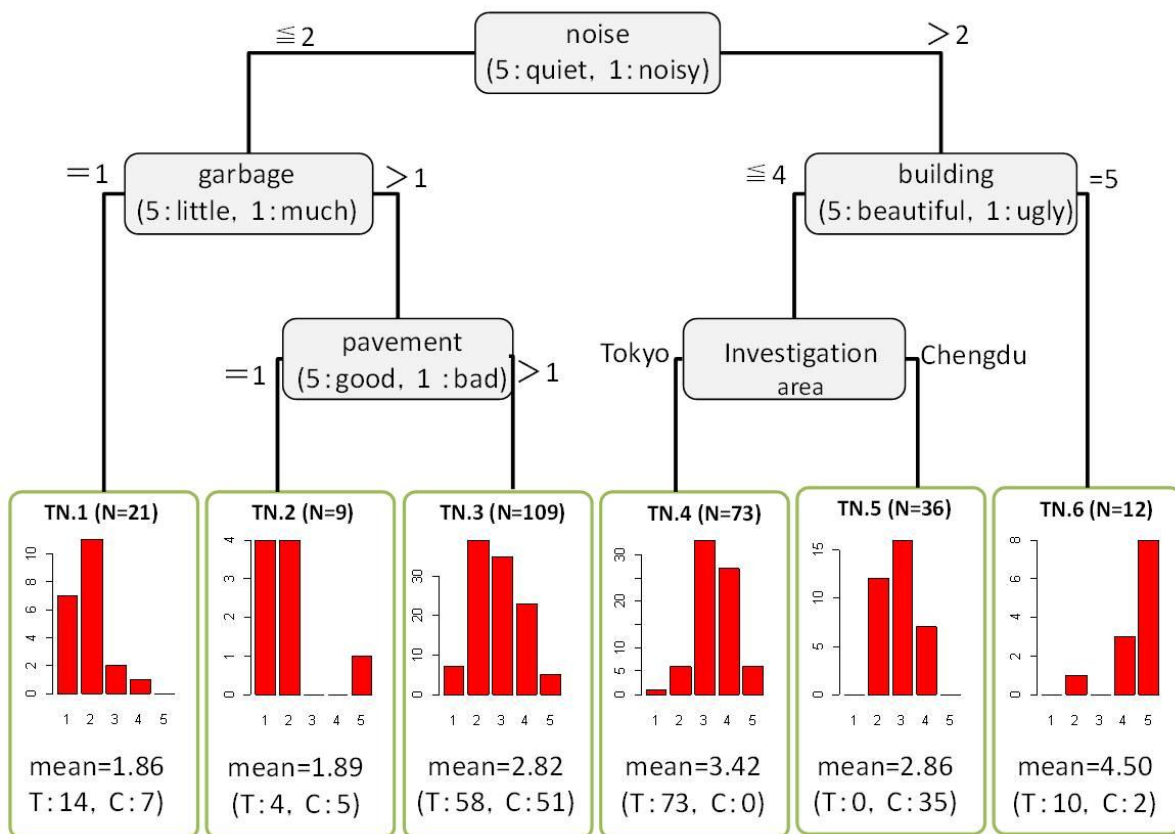 noise
(5:quiet, 1:noisy)
≦2
>2
garbage
(5:little, 1:much)
=1
>1
building
(5:beautiful, 1:ugly)
≦4
=5
pavement
(5:good, 1 :bad)
=1
>1
Investigation
area
Tokyo
Chengdu
TN.1 (N=21)
10
8
6
4
2
0
1 2 3 4 5
mean=1.86
T:14, C:7)
TN.2 (N=9)
4
3
2
1
0
1 2 3 4 5
mean=1.89
(T:4, C:5)
TN.3 (N=109)
30
20
10
0
1 2 3 4 5
mean=2.82
(T:58, C:51)
TN.4 (N=73)
30
20
10
5
0
1 2 3 4 5
mean=3.42
(T:73, C:0)
TN.5 (N=36)
15
10
5
0
1 2 3 4 5
mean=2.86
(T:0, C:35)
TN.6 (N=12)
8
6
4
2
0
1 2 3 4 5
mean=4.50
(T:10, C:2)